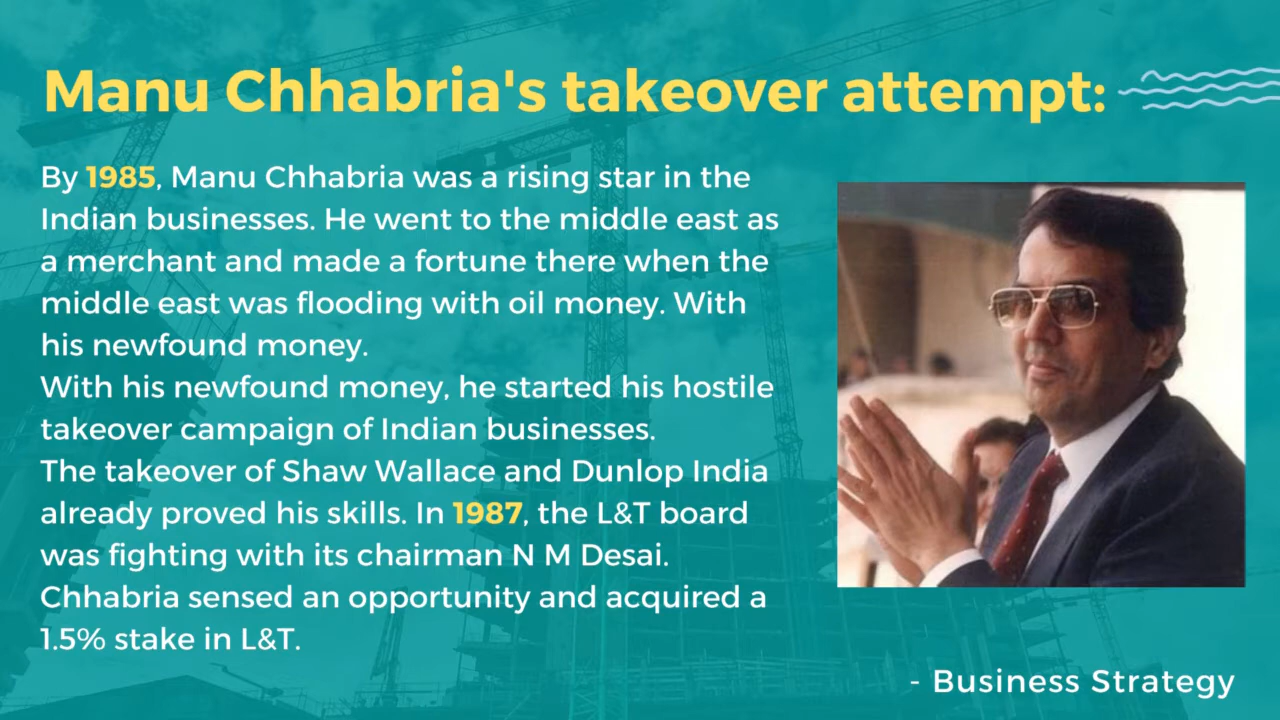 Manu Chhabria's takeover attempt:
By 1985, Manu Chhabria was a rising star in the
Indian businesses. He went to the middle east as
a merchant and made a fortune there when the
middle east was flooding with oil money. With
his newfound money.
With his newfound money, he started his hostile
takeover campaign of Indian businesses.
The takeover of Shaw Wallace and Dunlop India
already proved his skills. In 1987, the L&T board
was fighting with its chairman N M Desai.
Chhabria sensed an opportunity and acquired a
1.5% stake in L&T.
- Business Strategy